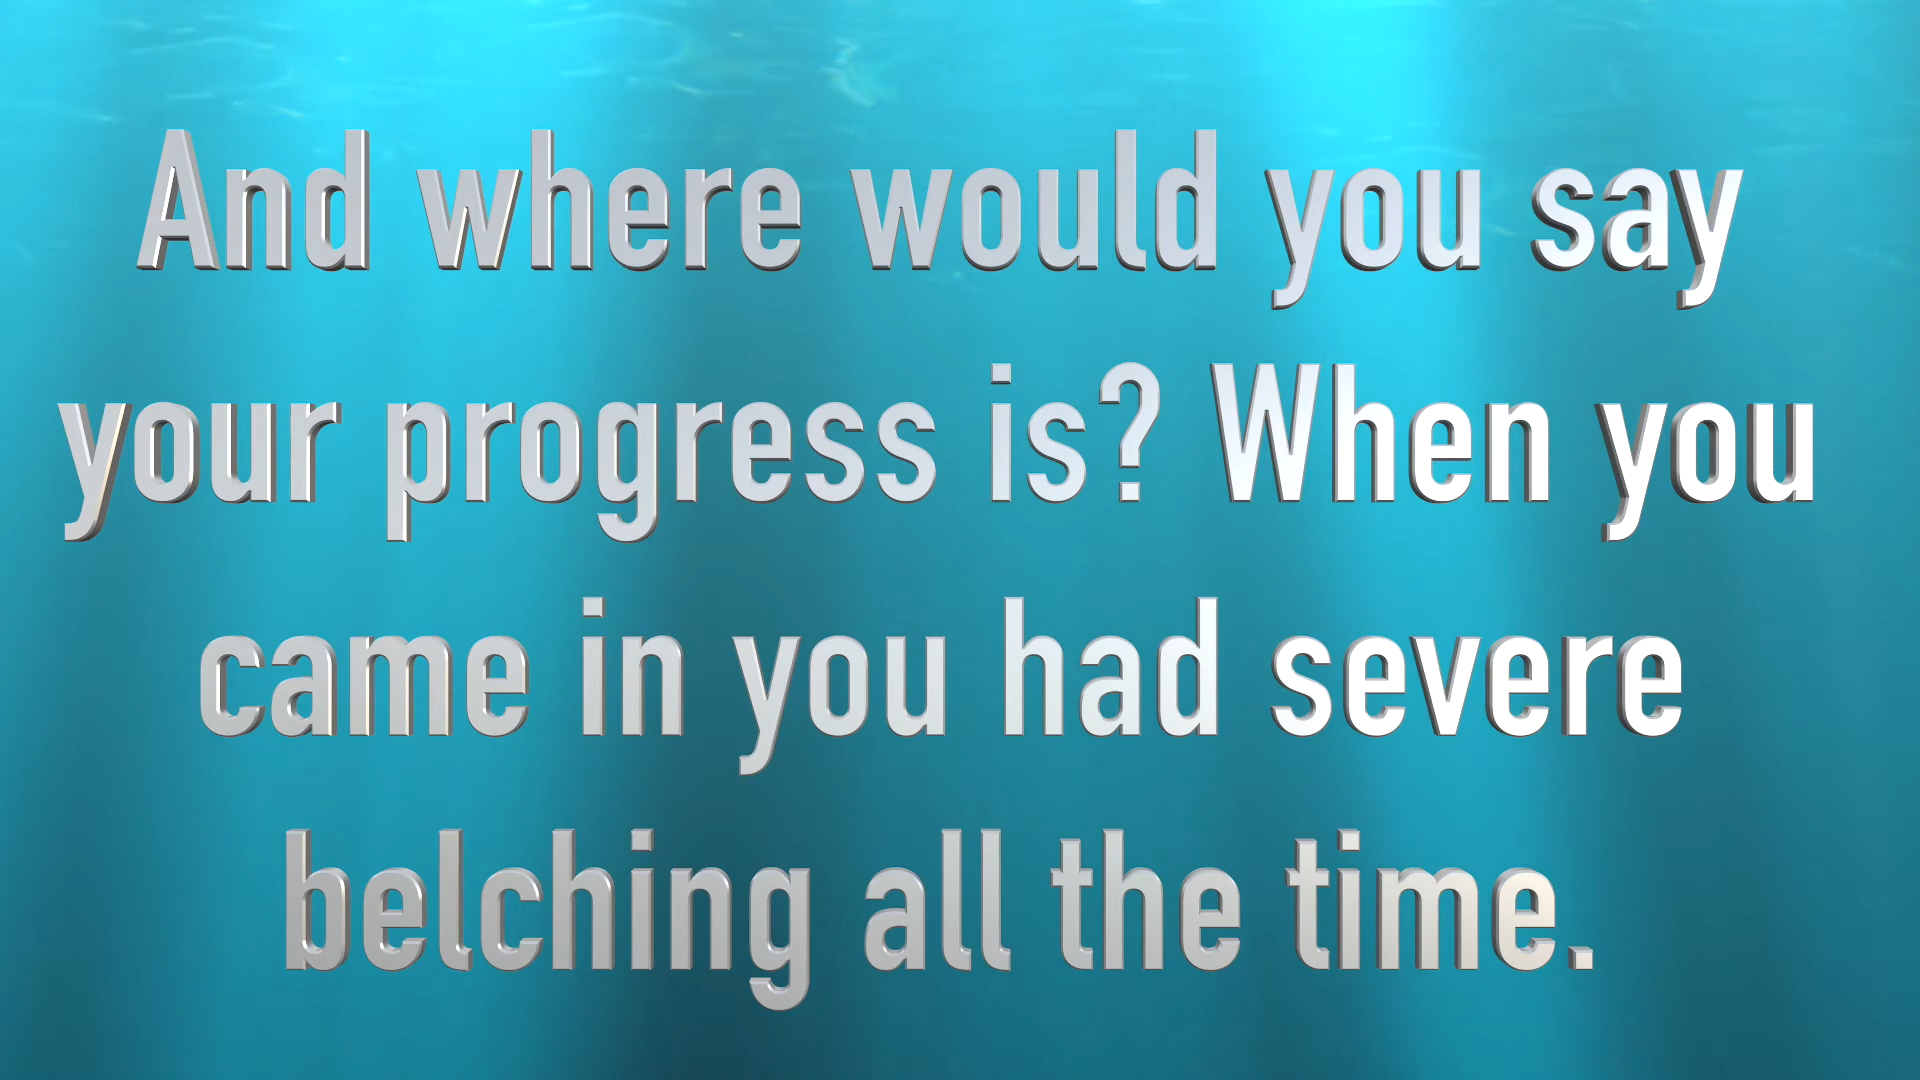 And where would you say
your progress is? When you
came in you had severe
belching all the time.